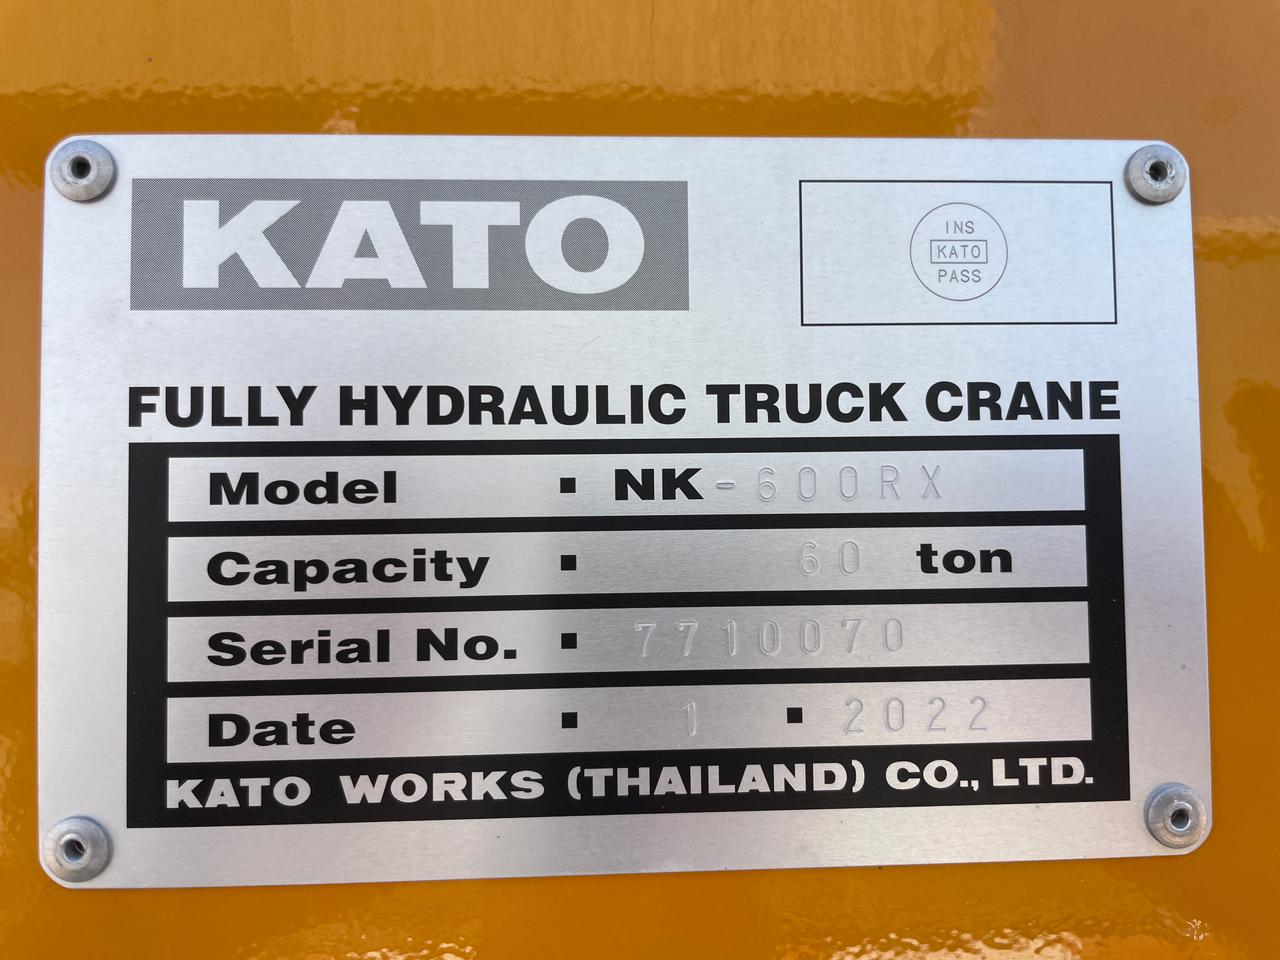 KATO
INS
KATO
PASS
FULLY HYDRAULIC TRUCK CRANE
Model ▪ NK-600RX
Capacity ▪ 60 ton
Serial No. ▪ 7710070
Date ▪ 1 ▪ 2022
KATO WORKS (THAILAND) CO., LTD.